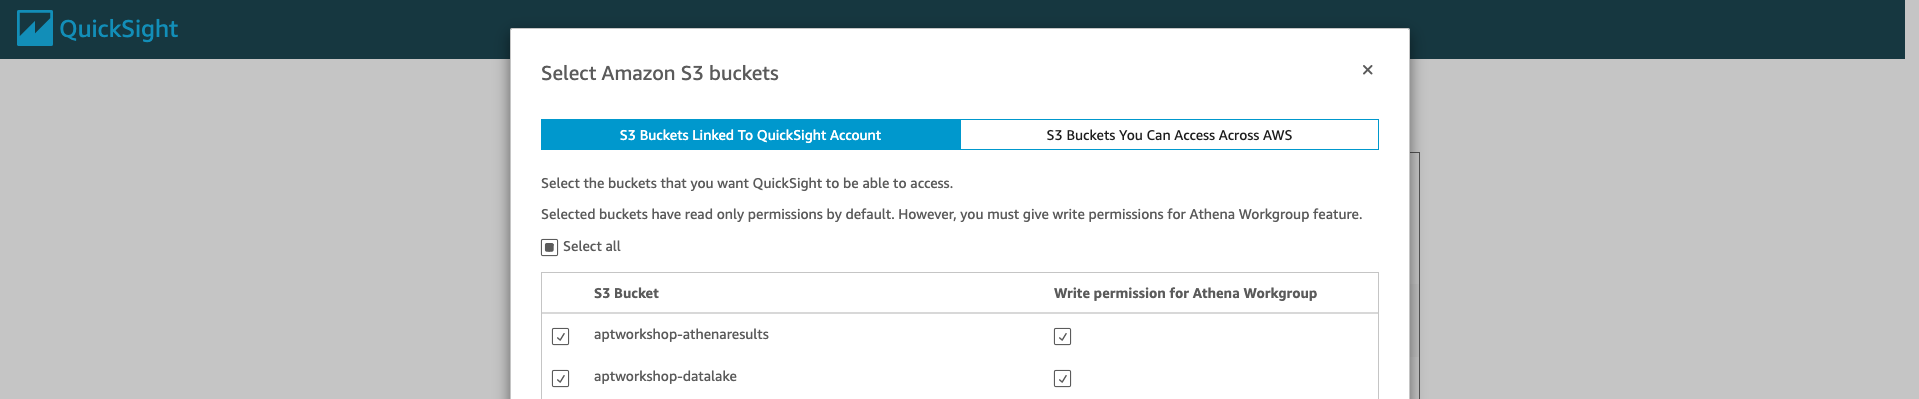 QuickSight
Select Amazon S3 buckets
S3 Buckets Linked To QuickSight Account
S3 Buckets You Can Access Across AWS
Select the buckets that you want QuickSight to be able to access.
Selected buckets have read only permissions by default. However, you must give write permissions for Athena Workgroup feature.
Select all
S3 Bucket Write permission for Athena Workgroup
aptworkshop-athenaresults
aptworkshop-datalake